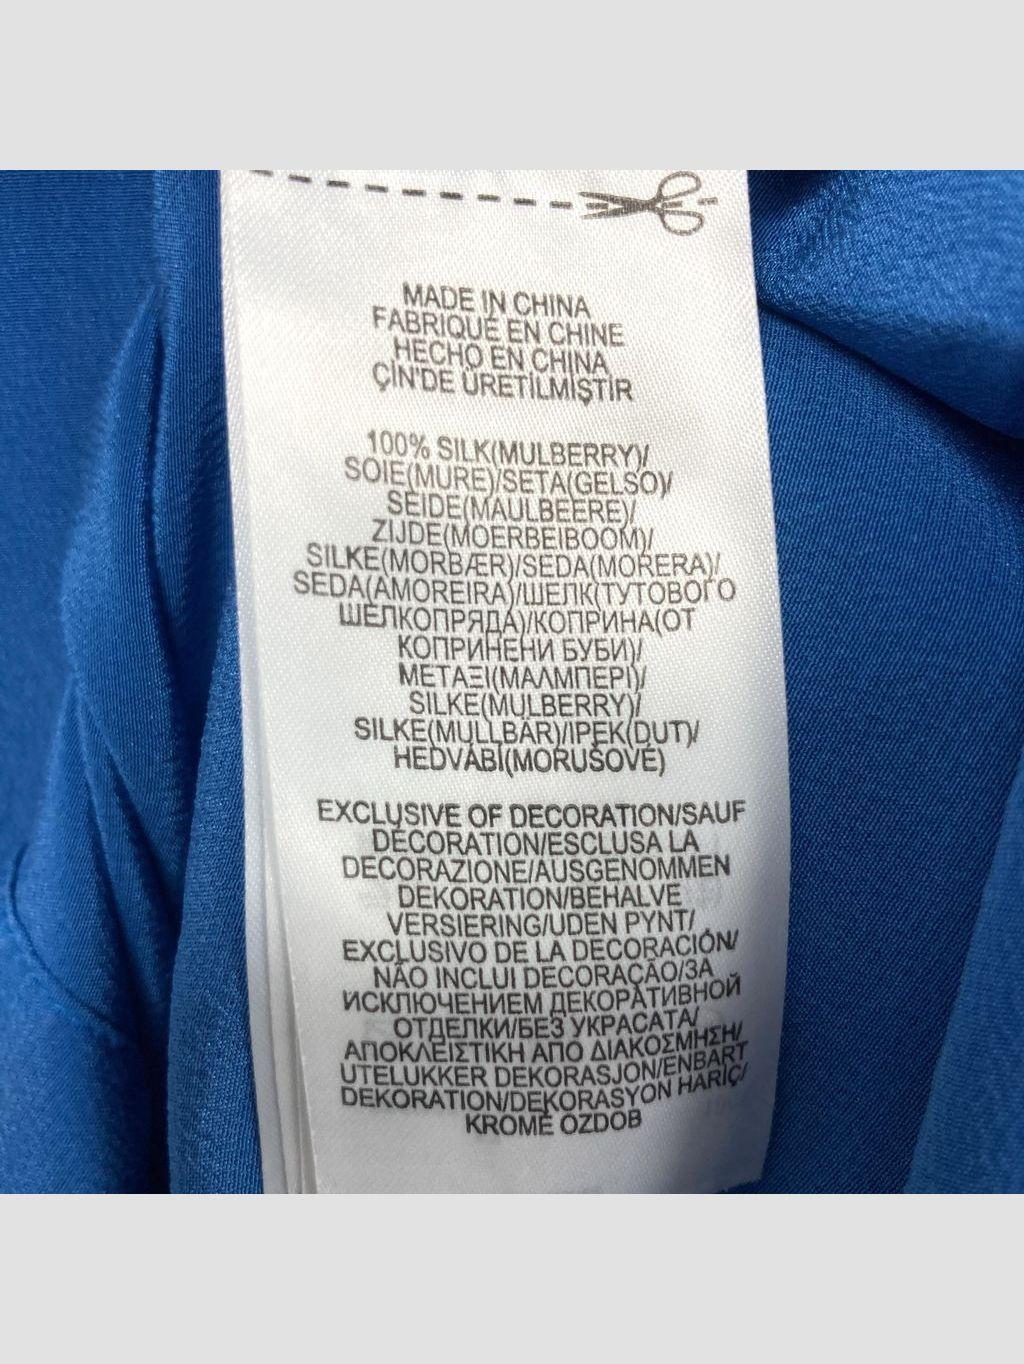 MADE IN CHINA
FABRIQUÉ EN CHINE
HECHO EN CHINA
ÇİN'DE ÜRETİLMİŞTİR
100% SILK(MULBERRY)/
SOIE(MURE)/SETA(GELSO)/
SEIDE(MAULBEERE)/
ZIJDE(MOERBEIBOOM)/
SILKE(MORBÆR)/SEDA(MORERA)/
SEDA(AMOREIRA)/ШЕЛК(ТУТОВОГО
ШЕЛКОПРЯДА)/КОПРИНА(ОТ
КОПРИНЕНИ БУБИ)/
ΜΕΤΑΞΙ(ΜΑΛΜΠΕΡΙ)/
SILKE(MULBERRY)/
SILKE(MULLBÄR)/IPEK(DUT)/
HEDVÁBÍ(MORUŠOVÉ)
EXCLUSIVE OF DECORATION/SAUF
DÉCORATION/ESCLUSA LA
DECORAZIONE/AUSGENOMMEN
DEKORATION/BEHALVE
VERSIERING/UDEN PYNT/
EXCLUSIVO DE LA DECORACIÓN/
NÃO INCLUI DECORAÇÃO/ЗА
ИСКЛЮЧЕНИЕМ ДЕКОРАТИВНОЙ
ОТДЕЛКИ/БЕЗ УКРАСАТА/
ΑΠΟΚΛΕΙΣΤΙΚΗ ΑΠΟ ΔΙΑΚΟΣΜΗΣΗ/
UTELUKKER DEKORASJON/ENBART
DEKORATION/DEKORASYON HARIÇ/
KROMĚ OZDOB